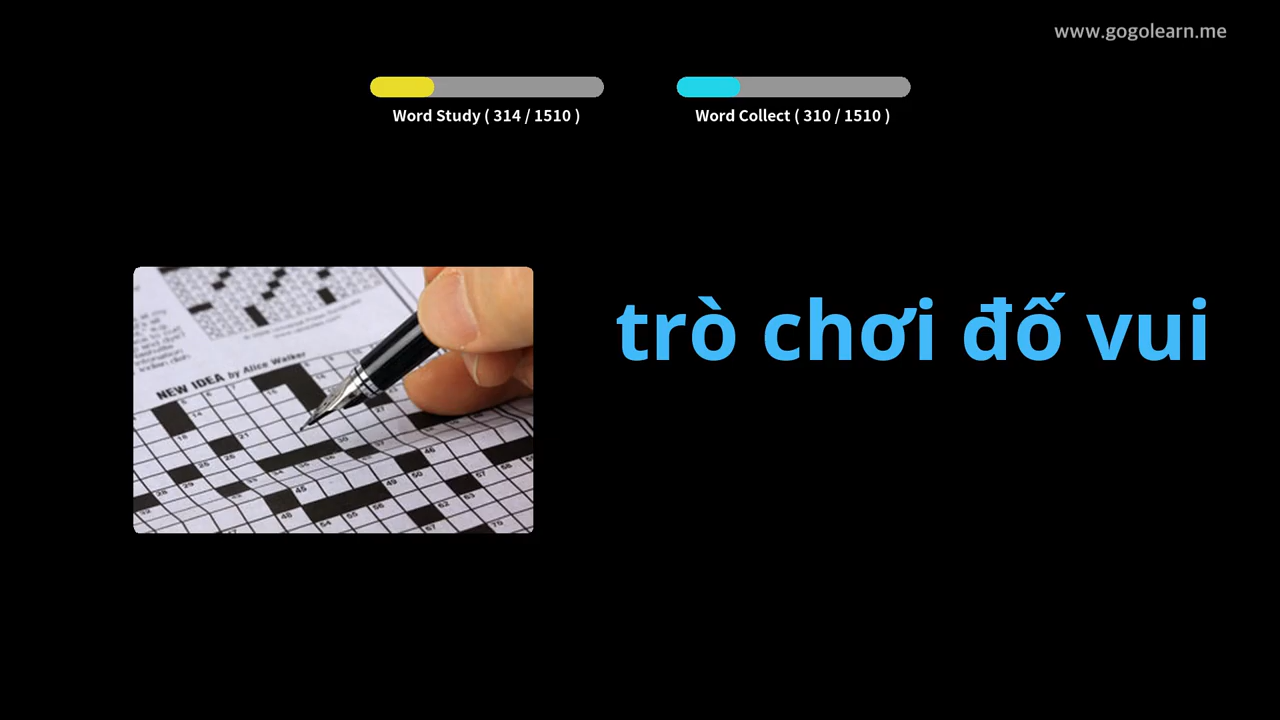 www.gogolearn.me
Word Study ( 314 / 1510 )
Word Collect ( 310 / 1510 )
trò chơi đố vui
NEW IDEA by Alice Walker